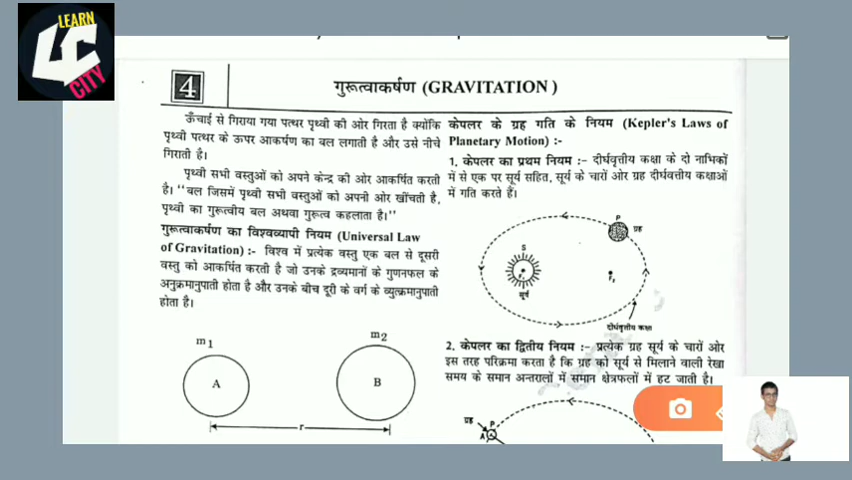 LEARN
LC
CITY
4
गुरूत्वाकर्षण (GRAVITATION)
ऊँचाई से गिराया गया पत्थर पृथ्वी की ओर गिरता है क्योंकि
पृथ्वी पत्थर के ऊपर आकर्षण का बल लगाती है और उसे नीचे
गिराती है।
पृथ्वी सभी वस्तुओं को अपने केन्द्र की ओर आकर्षित करती
है। "बल जिसमें पृथ्वी सभी वस्तुओं को अपनी ओर खींचती है,
पृथ्वी का गुरूत्वीय बल अथवा गुरूत्व कहलाता है।"
गुरूत्वाकर्षण का विश्वव्यापी नियम (Universal Law
of Gravitation) :- विश्व में प्रत्येक वस्तु एक बल से दूसरी
वस्तु को आकर्षित करती है जो उनके द्रव्यमानों के गुणनफल के
अनुक्रमानुपाती होता है और उनके बीच दूरी के वर्ग के व्युत्क्रमानुपाती
होता है।
m1
m2
A
B
r
केपलर के ग्रह गति के नियम (Kepler's Laws of
Planetary Motion) :-
1. केपलर का प्रथम नियम :- दीर्घवृत्तीय कक्षा के दो नाभिकों
में से एक पर सूर्य सहित, सूर्य के चारों ओर ग्रह दीर्घवत्तीय कक्षाओं
में गति करते हैं।
P
ग्रह
S
सूर्य
दीर्घवृत्तीय कक्षा
2. केपलर का द्वितीय नियम :- प्रत्येक ग्रह सूर्य के चारों ओर
इस तरह परिक्रमा करता है कि ग्रह को सूर्य से मिलाने वाली रेखा
समय के समान अन्तरालों में समान क्षेत्रफलों में हट जाती है।
ग्रह
P
A